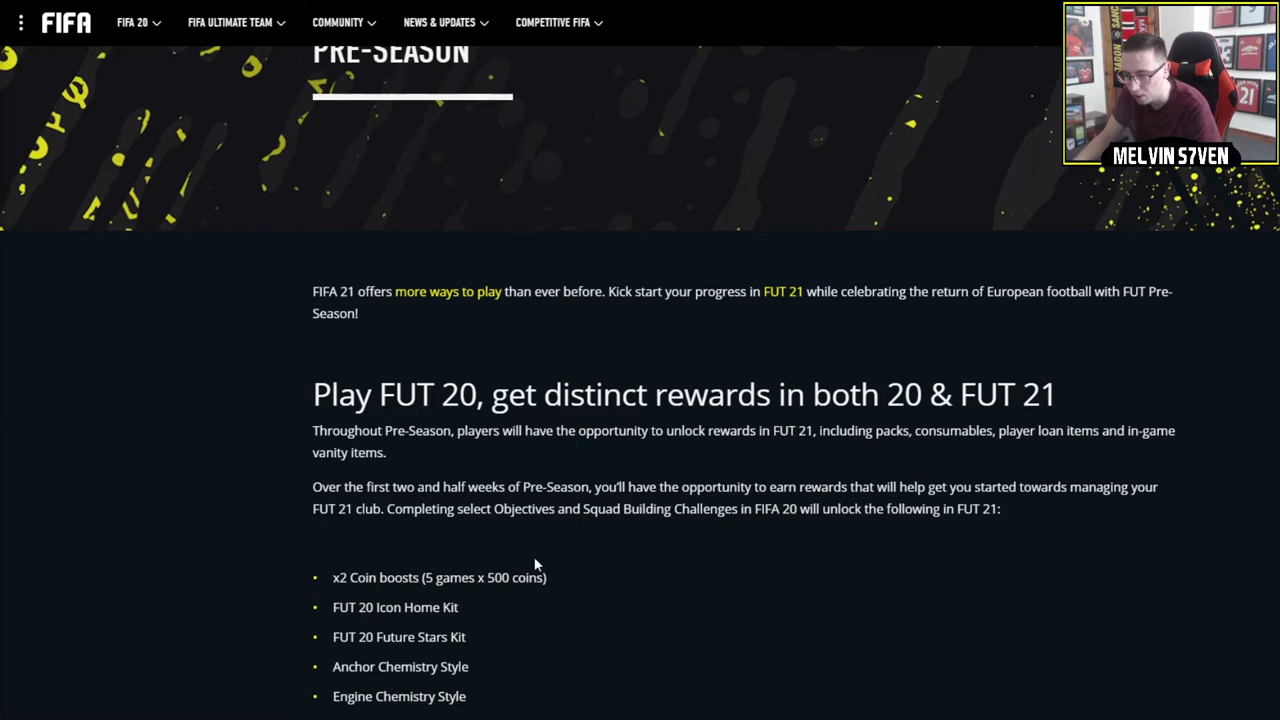 FIFA
FIFA 20
FIFA ULTIMATE TEAM
COMMUNITY
NEWS & UPDATES
COMPETITIVE FIFA
PRE-SEASON
MELVIN S7VEN
FIFA 21 offers more ways to play than ever before. Kick start your progress in FUT 21 while celebrating the return of European football with FUT Pre-
Season!
Play FUT 20, get distinct rewards in both 20 & FUT 21
Throughout Pre-Season, players will have the opportunity to unlock rewards in FUT 21, including packs, consumables, player loan items and in-game
vanity items.
Over the first two and half weeks of Pre-Season, you'll have the opportunity to earn rewards that will help get you started towards managing your
FUT 21 club. Completing select Objectives and Squad Building Challenges in FIFA 20 will unlock the following in FUT 21:
• x2 Coin boosts (5 games x 500 coins)
• FUT 20 Icon Home Kit
• FUT 20 Future Stars Kit
• Anchor Chemistry Style
• Engine Chemistry Style
21